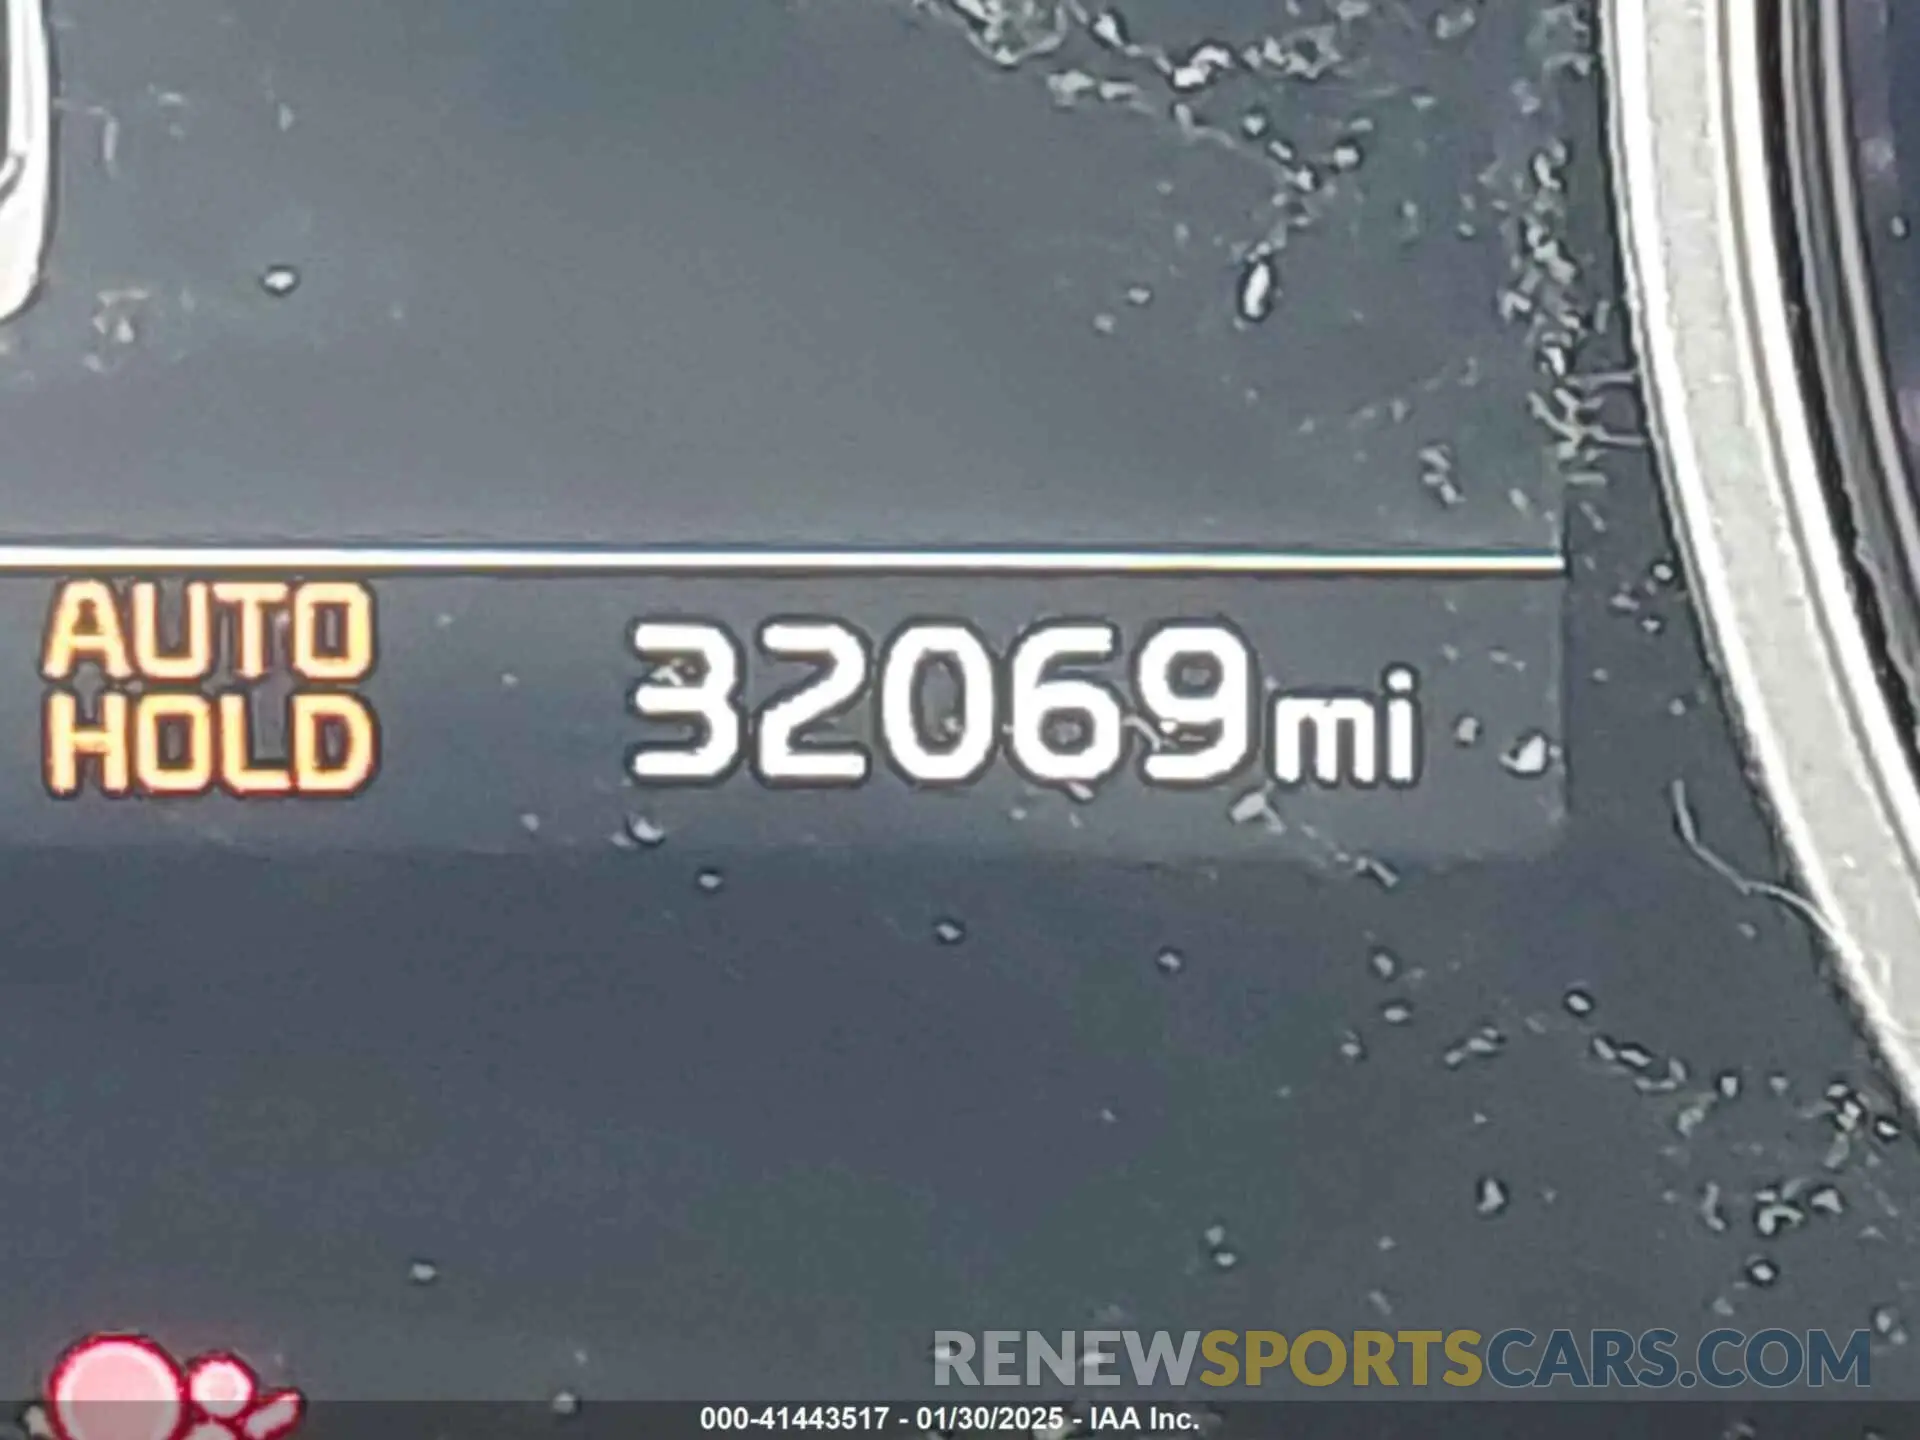 AUTO
HOLD
32069mi
RENEWSPORTSCARS.COM
000-41443517 - 01/30/2025 - IAA Inc.